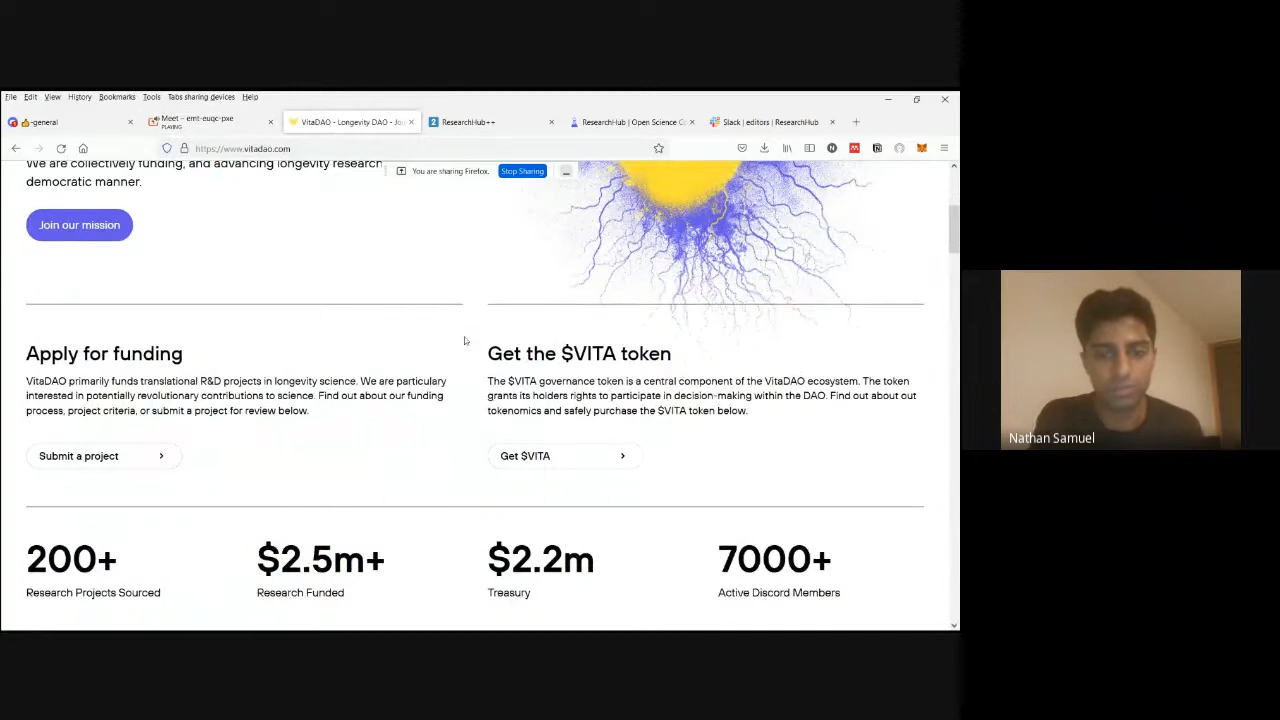 File Edit View History Bookmarks Tools Tabs sharing devices Help
-general
Meet – emt-euqc-pxe
PLAYING
VitaDAO - Longevity DAO - Joi
ResearchHub++
ResearchHub | Open Science Co
Slack | editors | ResearchHub
https://www.vitadao.com
We are collectively funding, and advancing longevity research
democratic manner.
You are sharing Firefox.
Stop Sharing
Join our mission
Apply for funding
VitaDAO primarily funds translational R&D projects in longevity science. We are particulary
interested in potentially revolutionary contributions to science. Find out about our funding
process, project criteria, or submit a project for review below.
Submit a project
Get the $VITA token
The $VITA governance token is a central component of the VitaDAO ecosystem. The token
grants its holders rights to participate in decision-making within the DAO. Find out about our
tokenomics and safely purchase the $VITA token below.
Get $VITA
200+
Research Projects Sourced
$2.5m+
Research Funded
$2.2m
Treasury
7000+
Active Discord Members
Nathan Samuel